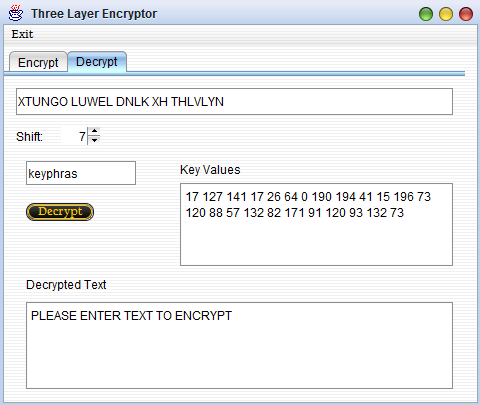 Three Layer Encryptor
Exit
Encrypt Decrypt
XTUNGO LUWEL DNLK XH THLVLYN
Shift: 7
keyphras
Key Values
17 127 141 17 26 64 0 190 194 41 15 196 73
120 88 57 132 82 171 91 120 93 132 73
Decrypt
Decrypted Text
PLEASE ENTER TEXT TO ENCRYPT